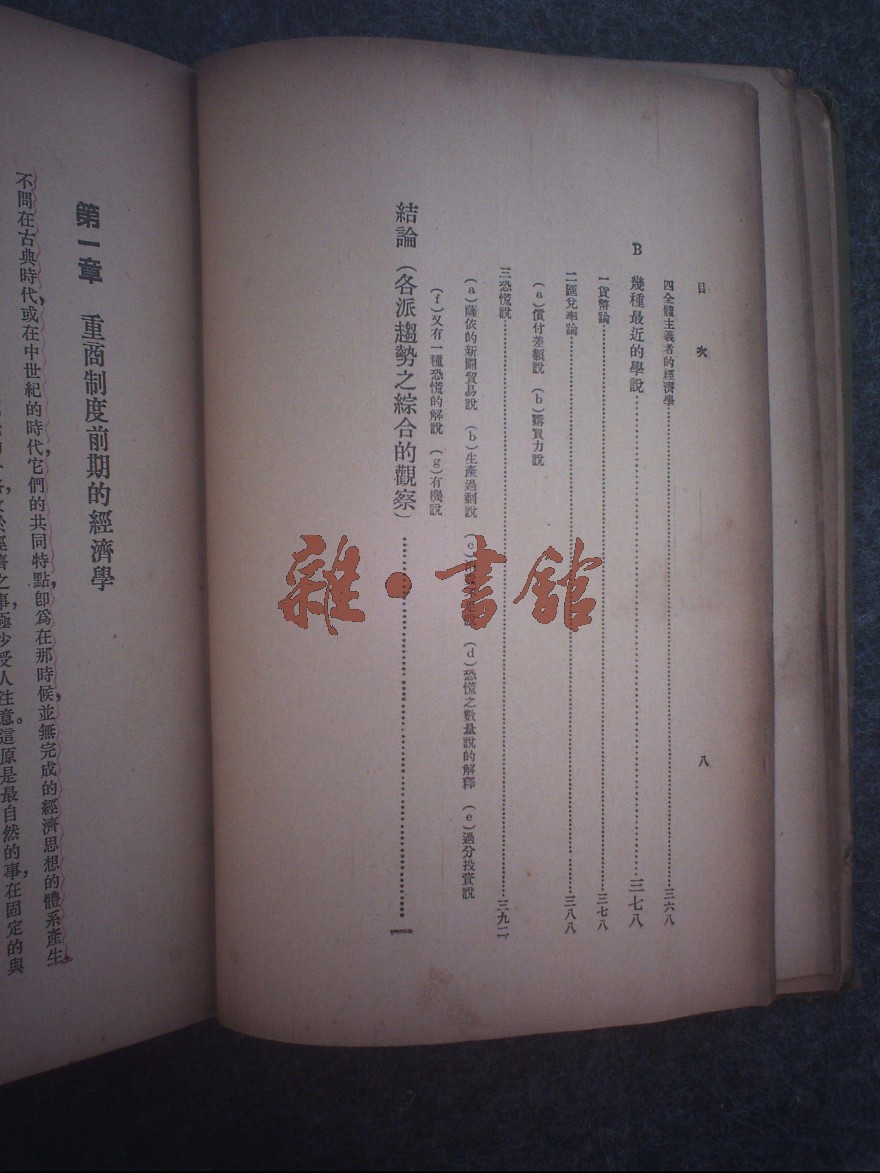 目次 八
四全體主義者的經濟學……三六八
B 幾種最近的學說……三七八
一貨幣論……三七八
二匯兌率論……三八八
(a)償付差額說 (b)購買力說
三恐慌說……三九二
(a)薩依的新開貿易說 (b)生產過剩說 (d)恐慌之數量說的解釋 (e)過分投資說
(f)又有一種恐慌的解說 (g)有機說
結論(各派趨勢之綜合的觀察)……
雜·書館
第一章 重商制度前期的經濟學
不問在古典時代或在中世紀的時代,它們的共同特點卽爲在那時候,並無完成的經濟思想的體系產生。
經濟之事,極少受人注意。這原是最自然的事,在固定的與